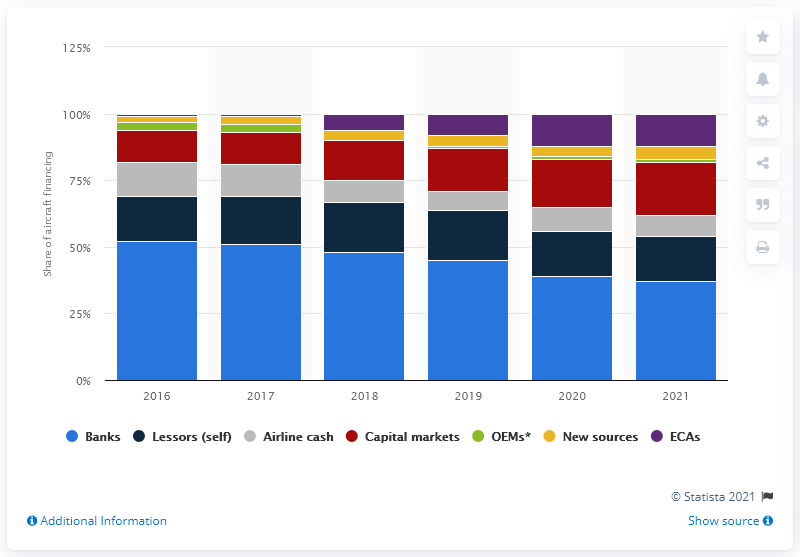 125%
100%
75%
50%
25%
0%
Share of aircraft financing
2016 2017 2018 2019 2020 2021
Banks Lessors (self) Airline cash Capital markets OEMs* New sources ECAs
© Statista 2021
Additional Information Show source